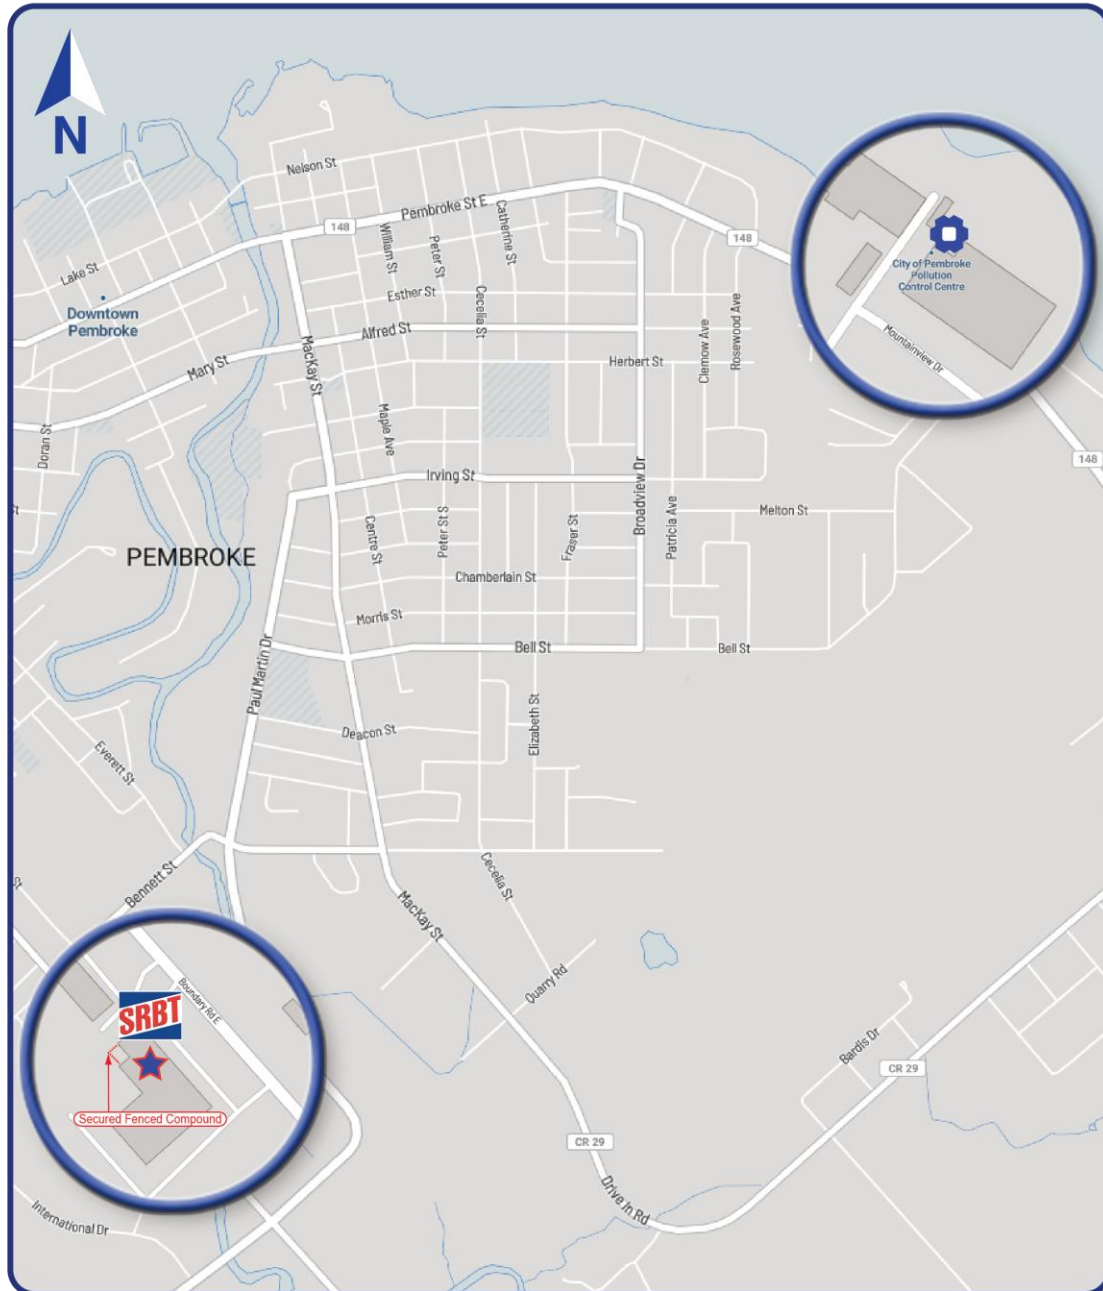 N
Nelson St
148
Pembroke St E
Catherine St
William St
Peter St
148
City of Pembroke
Pollution
Control Centre
Lake St
Downtown
Pembroke
Esther St
Cecelia St
Alfred St
MacKay St
Mary St
Herbert St
Clemow Ave
Rosewood Ave
Mountainview Dr
Doran St
Maple Ave
148
Irving St
Broadview Dr
St
Centre St
Peter St S
Fraser St
Patricia Ave
Melton St
PEMBROKE
Chamberlain St
Morris St
Bell St
Bell St
Paul Martin Dr
Deacon St
Elizabeth St
Everett St
Bennett St
St
Cecelia St
MacKay St
Quarry Rd
Boundary Rd E
SRBT
Secured Fenced Compound
Bardis Dr
CR 29
CR 29
Drive In Rd
International Dr